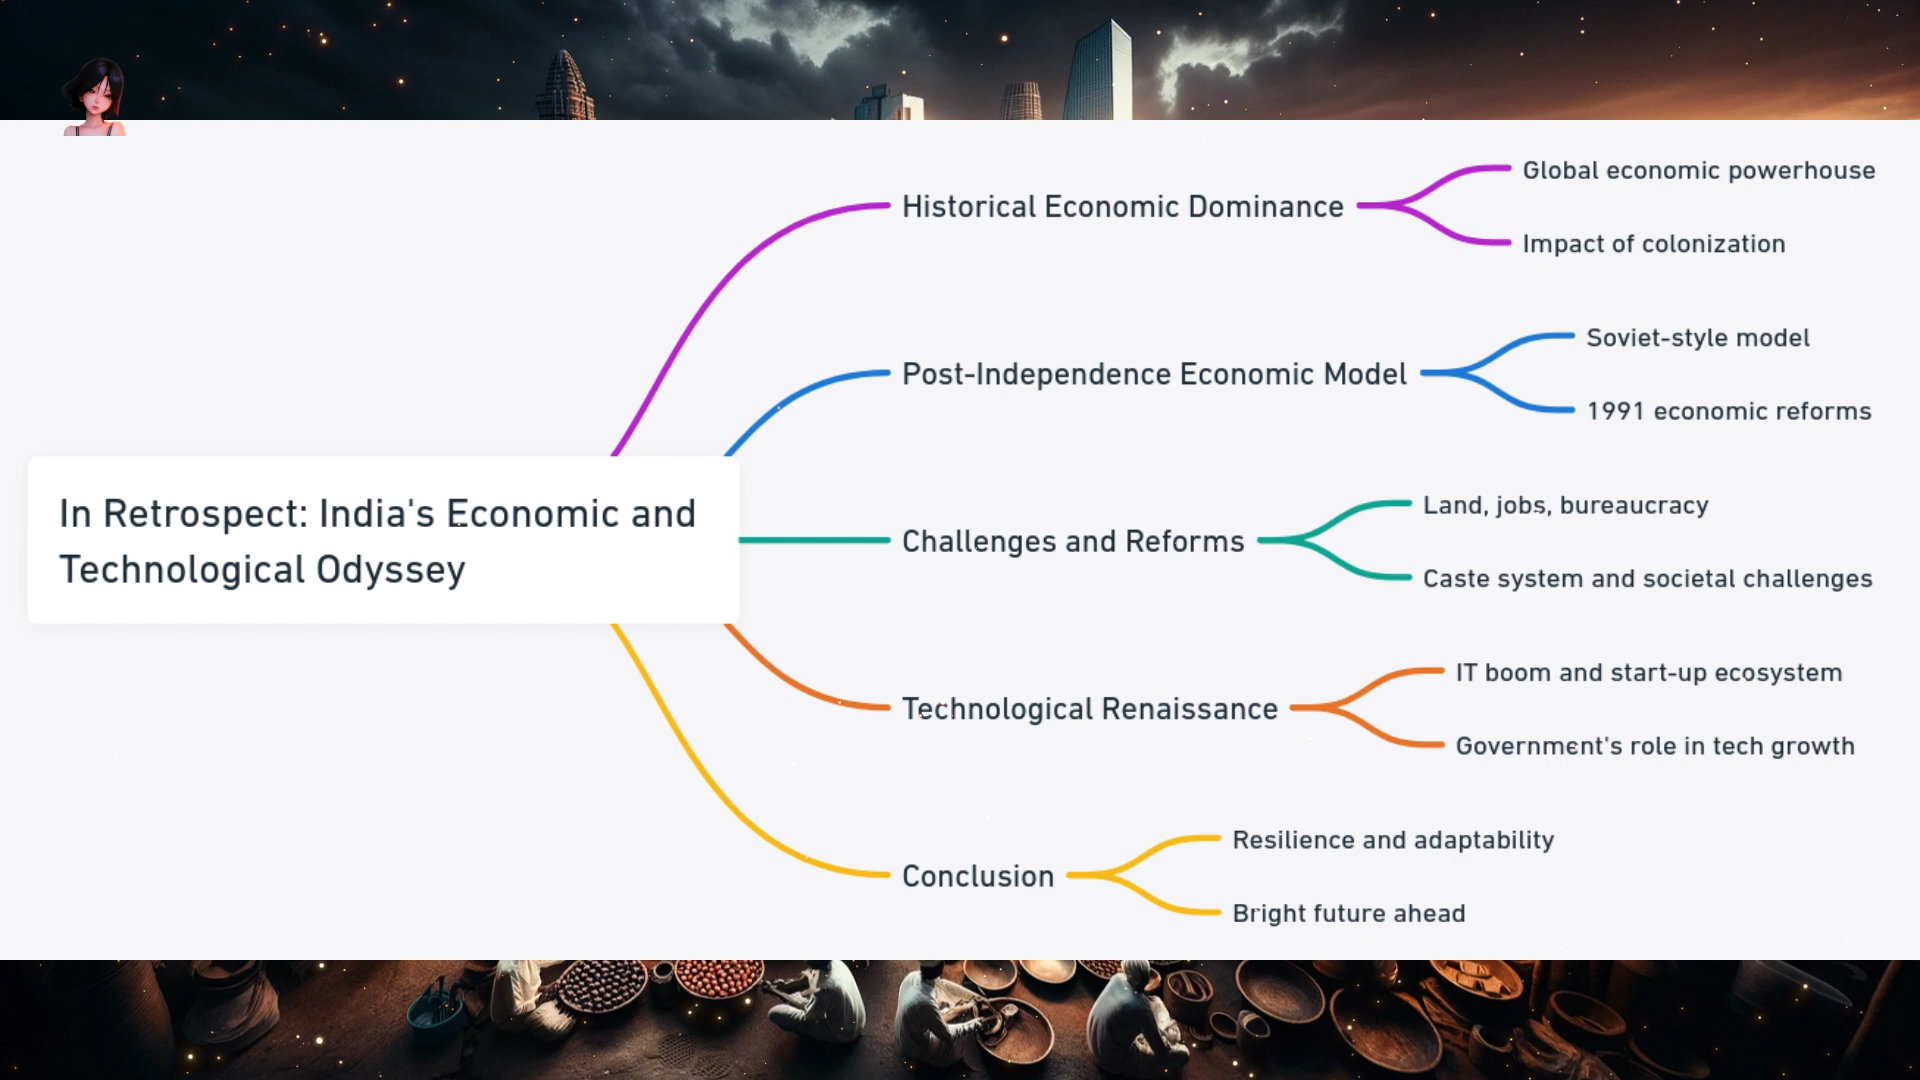 In Retrospect: India's Economic and
Technological Odyssey
Historical Economic Dominance
Global economic powerhouse
Impact of colonization
Post-Independence Economic Model
Soviet-style model
1991 economic reforms
Challenges and Reforms
Land, jobs, bureaucracy
Caste system and societal challenges
Technological Renaissance
IT boom and start-up ecosystem
Government's role in tech growth
Conclusion
Resilience and adaptability
Bright future ahead